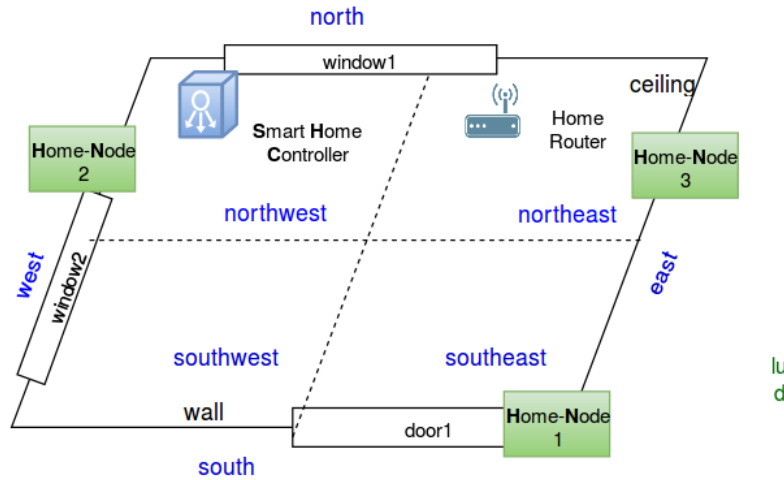 north
window1
ceiling
Smart Home
Controller
Home
Router
Home-Node
2
Home-Node
3
northwest
northeast
west
window2
east
southwest
southeast
wall
door1
Home-Node
1
south